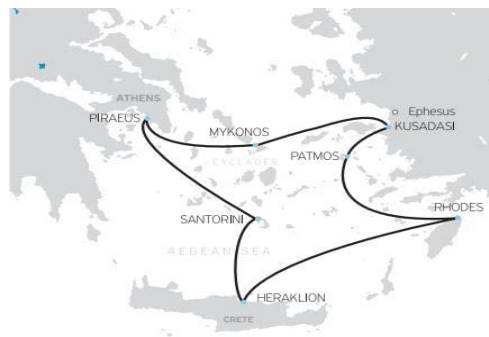 ATHENS
PIRAEUS
Ephesus
KUSADASI
MYKONOS
PATMOS
CYCLADES
RHODES
SANTORINI
AEGEAN SEA
HERAKLION
CRETE